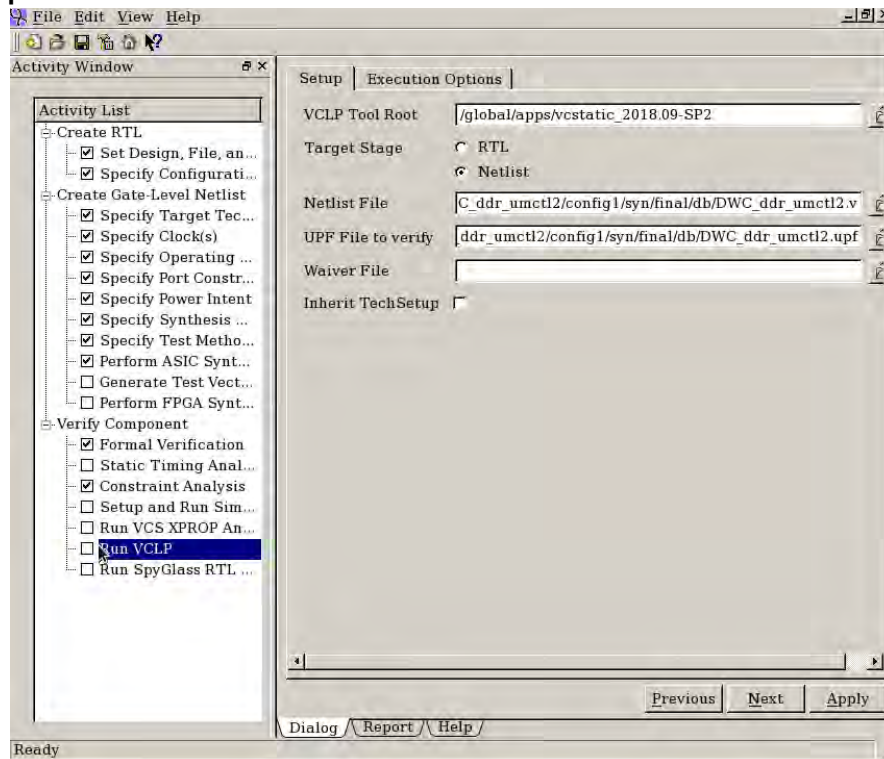 File Edit View Help
Activity Window
Activity List
Create RTL
Set Design, File, an...
Specify Configurati...
Create Gate-Level Netlist
Specify Target Tec...
Specify Clock(s)
Specify Operating ...
Specify Port Constr...
Specify Power Intent
Specify Synthesis ...
Specify Test Metho...
Perform ASIC Synt...
Generate Test Vect...
Perform FPGA Synt...
Verify Component
Formal Verification
Static Timing Anal...
Constraint Analysis
Setup and Run Sim...
Run VCS XPROP An...
Run VCLP
Run SpyGlass RTL ...
Setup Execution Options
VCLP Tool Root /global/apps/vcstatic_2018.09-SP2
Target Stage RTL
Netlist
Netlist File C_ddr_umctl2/config1/syn/final/db/DWC_ddr_umctl2.v
UPF File to verify ddr_umctl2/config1/syn/final/db/DWC_ddr_umctl2.upf
Waiver File
Inherit TechSetup
Previous Next Apply
Dialog Report Help
Ready